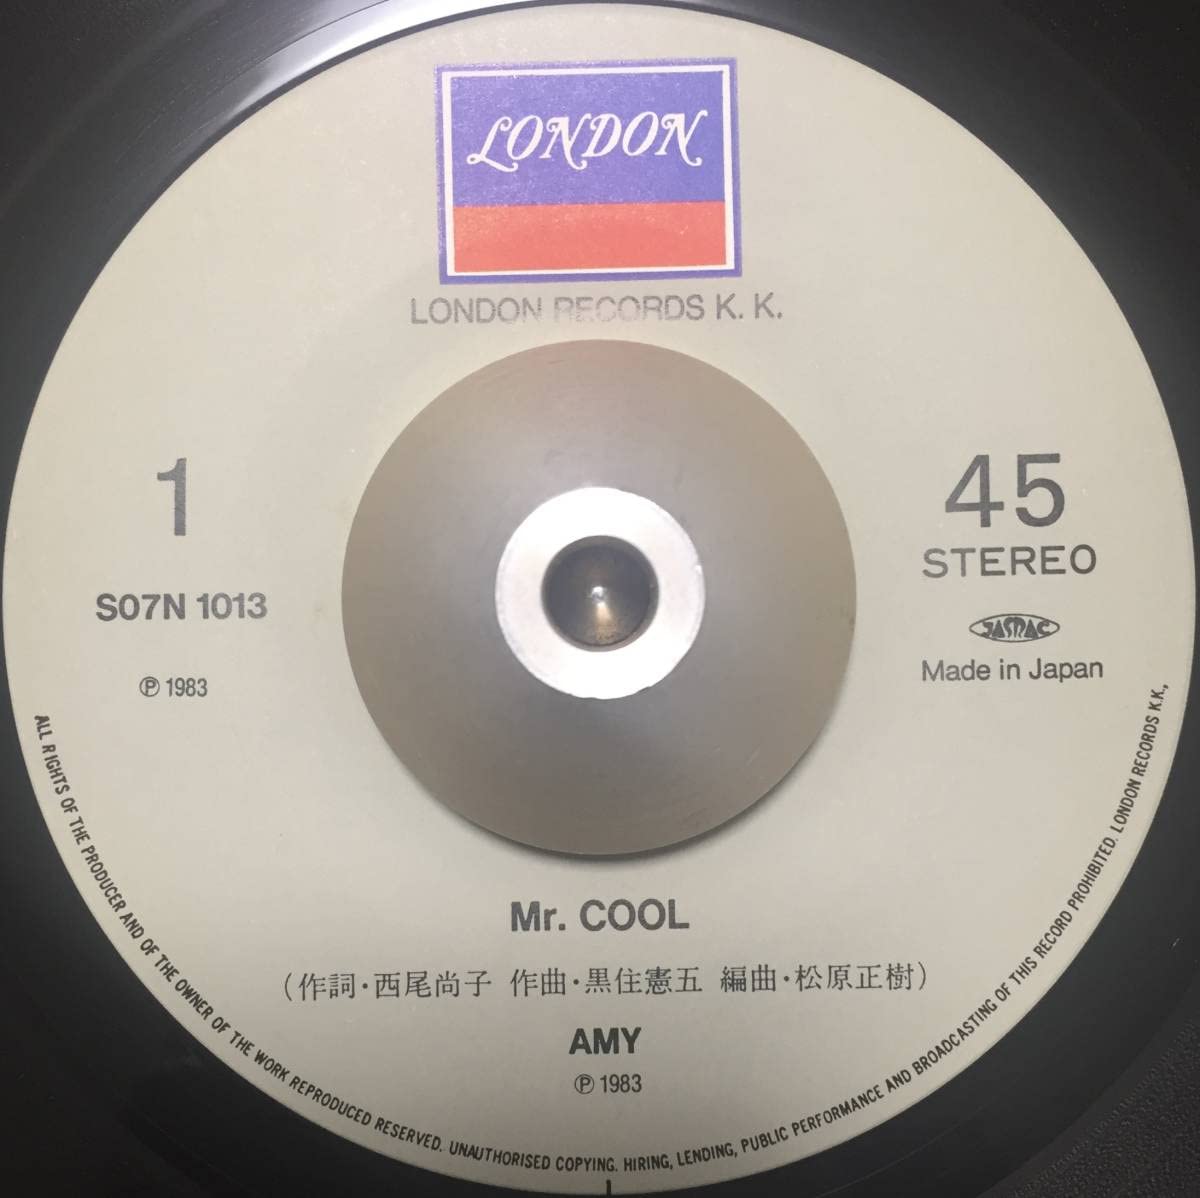 LONDON
LONDON RECORDS K. K.
1
45
STEREO
S07N 1013
JASRAC
Made in Japan
℗ 1983
Mr. COOL
(作詞・西尾尚子 作曲・黒住憲五 編曲・松原正樹)
AMY
℗ 1983
ALL RIGHTS OF THE PRODUCER AND OF THE OWNER OF THE WORK REPRODUCED RESERVED. UNAUTHORISED COPYING. HIRING, LENDING, PUBLIC PERFORMANCE AND BROADCASTING OF THIS RECORD PROHIBITED. LONDON RECORDS K.K.,